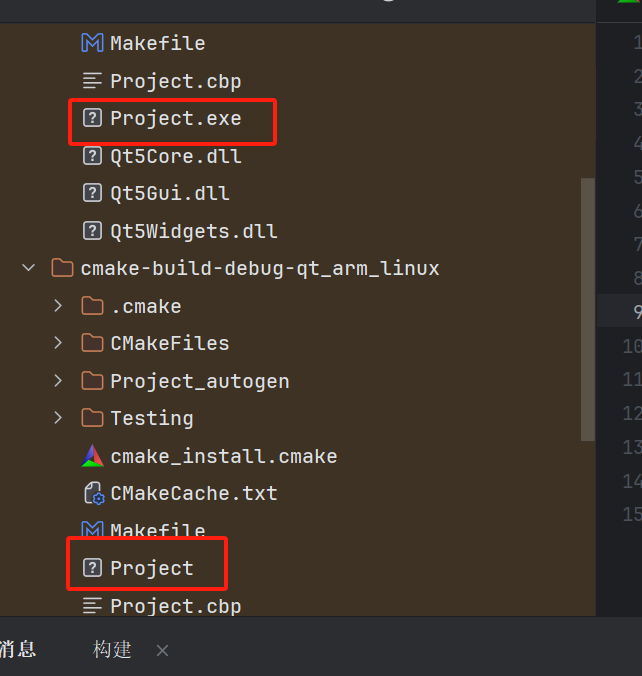 Makefile
Project.cbp
Project.exe
Qt5Core.dll
Qt5Gui.dll
Qt5Widgets.dll
cmake-build-debug-qt_arm_linux
.cmake
CMakeFiles
Project_autogen
Testing
cmake_install.cmake
CMakeCache.txt
Makefile
Project
Project.cbp
1
2
3
4
5
6
7
8
9
10
11
12
13
14
15
消息
构建